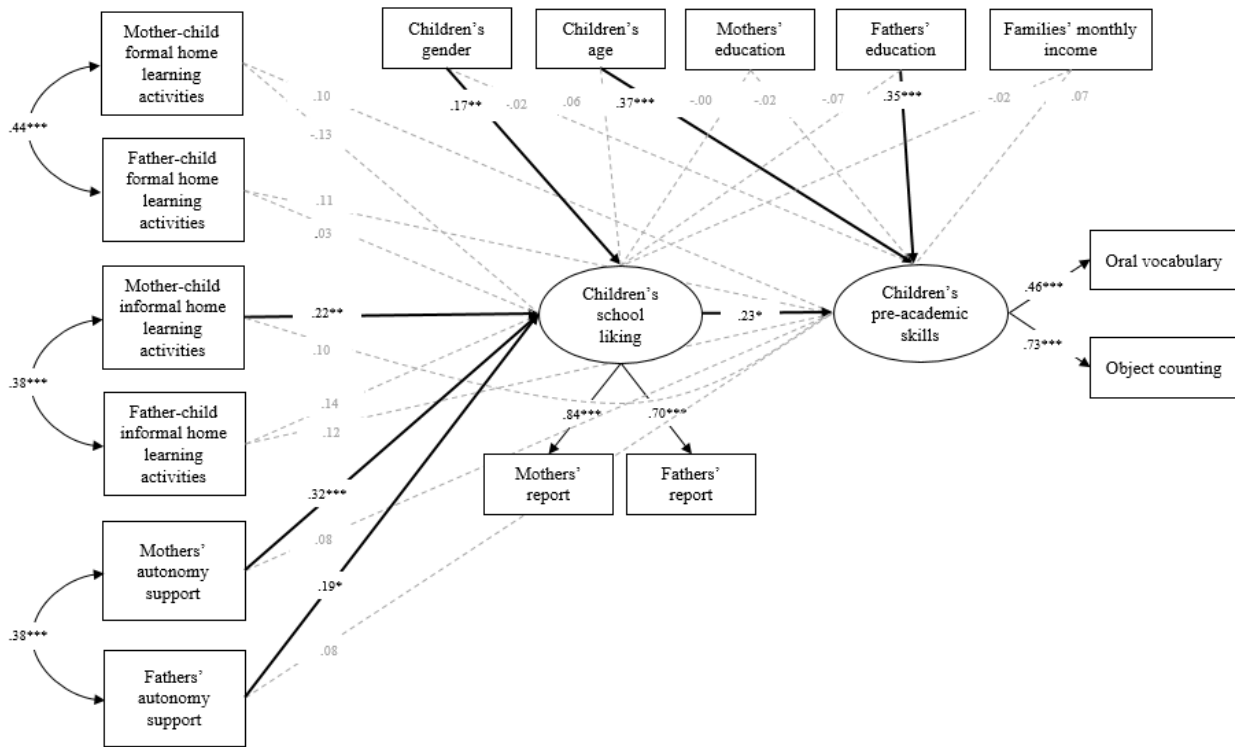 Mother-child
formal home
learning
activities
Father-child
formal home
learning
activities
Mother-child
informal home
learning
activities
Father-child
informal home
learning
activities
Mothers'
autonomy
support
Fathers'
autonomy
support
.44***
.38***
.38***
Children's
gender
Children's
age
Mothers'
education
Fathers'
education
Families' monthly
income
.17**
-.02
.06
.37***
-.00
-.02
-.07
.35***
-.02
.07
.10
-.13
.11
.03
.22**
.10
.14
.12
.32***
.08
.19*
.08
Children's
school
liking
.23*
Children's
pre-academic
skills
.84***
.70***
Mothers'
report
Fathers'
report
.46***
.73***
Oral vocabulary
Object counting